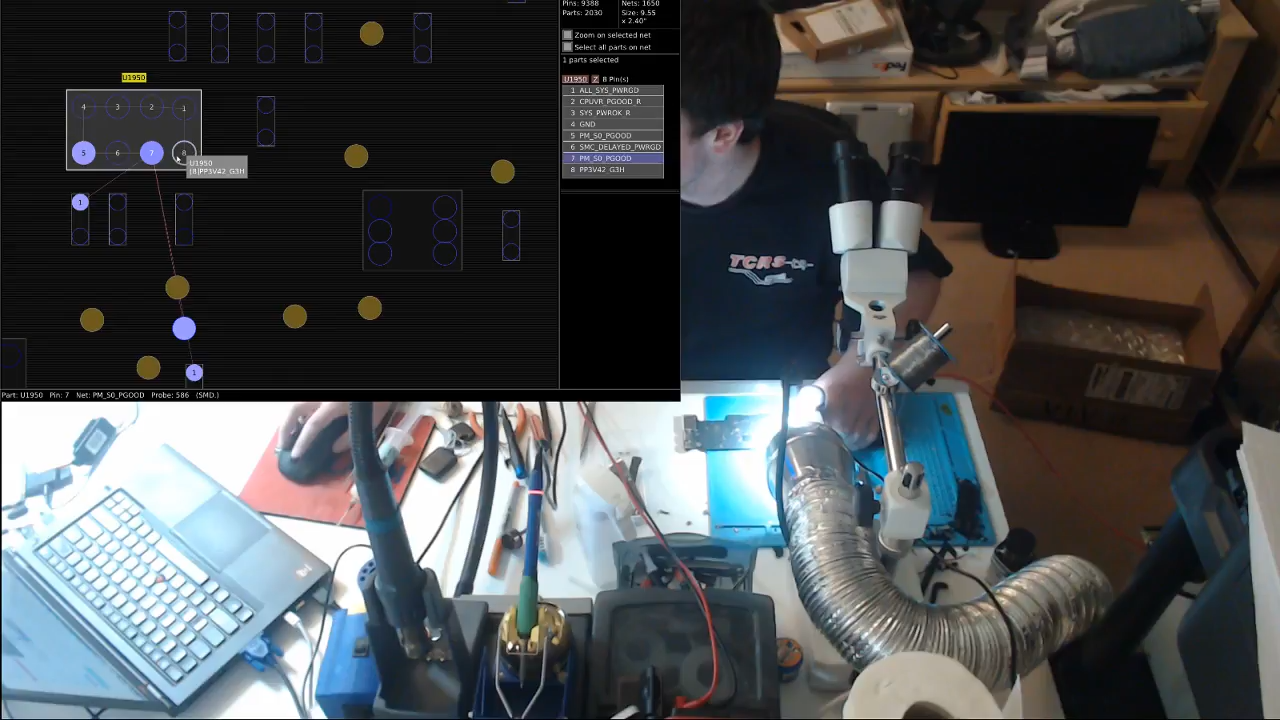 Pins: 9388 Nets: 1650
Parts: 2030 Size: 9.55
x 2.40"
Zoom on selected net
Select all parts on net
1 parts selected
U1950 Z 8 Pin(s)
1 ALL_SYS_PWRGD
2 CPUVR_PGOOD_R
3 SYS_PWROK_R
4 GND
5 PM_S0_PGOOD
6 SMC_DELAYED_PWRGD
7 PM_S0_PGOOD
8 PP3V42_G3H
U1950
4 3 2 1
5 6 7 8
U1950
[8]PP3V42_G3H
1
1
Part: U1950 Pin: 7 Net: PM_S0_PGOOD Probe: 586 (SMD.)
TCRS
FedEx